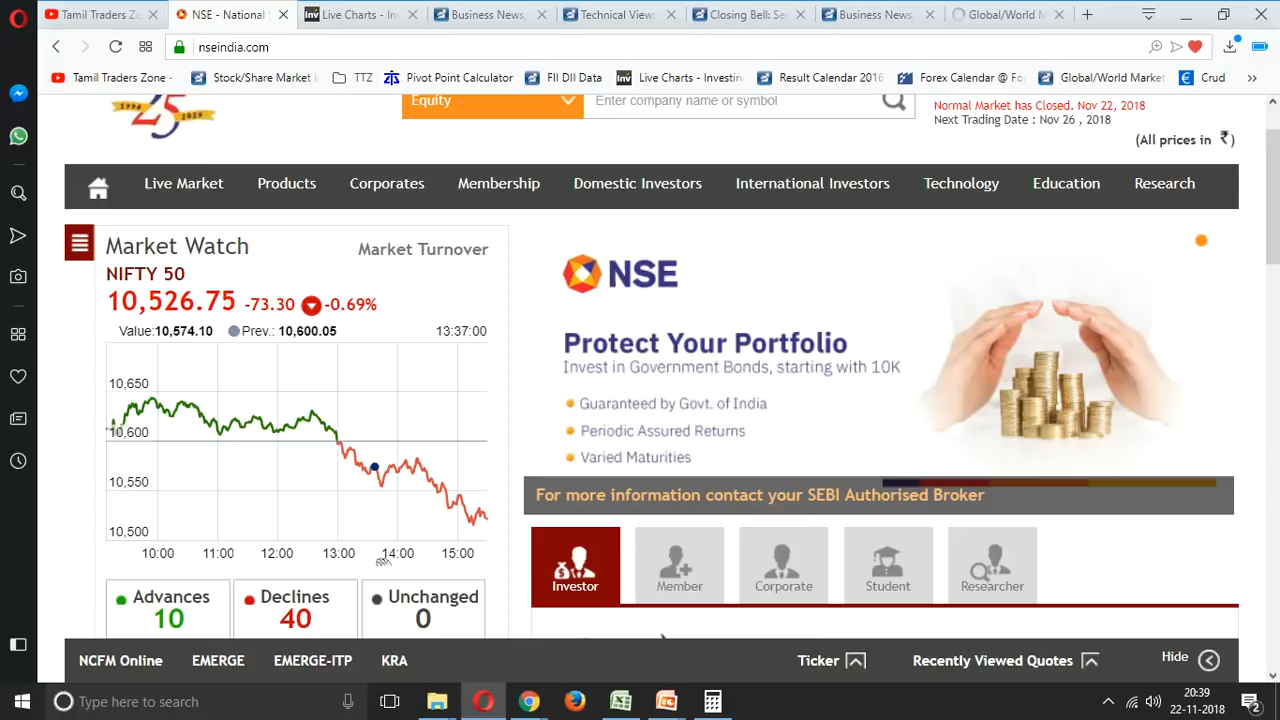 Tamil Traders Zone
NSE - National
Live Charts - Inve
Business News,
Technical View
Closing Bell: Se
Business News,
Global/World M
nseindia.com
Tamil Traders Zone -
Stock/Share Market I
TTZ
Pivot Point Calculator
FII DII Data
Live Charts - Investin
Result Calendar 2016
Forex Calendar @ Fo
Global/World Market
Crud
1994 25 2019
Equity
Enter company name or symbol
Normal Market has Closed. Nov 22, 2018
Next Trading Date : Nov 26 , 2018
(All prices in ₹)
Live Market
Products
Corporates
Membership
Domestic Investors
International Investors
Technology
Education
Research
Market Watch
Market Turnover
NIFTY 50
10,526.75 -73.30 -0.69%
Value:10,574.10 Prev.: 10,600.05 13:37:00
10,650
10,600
10,550
10,500
10:00 11:00 12:00 13:00 14:00 15:00
Advances
10
Declines
40
Unchanged
0
NSE
Protect Your Portfolio
Invest in Government Bonds, starting with 10K
Guaranteed by Govt. of India
Periodic Assured Returns
Varied Maturities
For more information contact your SEBI Authorised Broker
Investor
Member
Corporate
Student
Researcher
NCFM Online
EMERGE
EMERGE-ITP
KRA
Ticker
Recently Viewed Quotes
Hide
Type here to search
20:39
22-11-2018
2